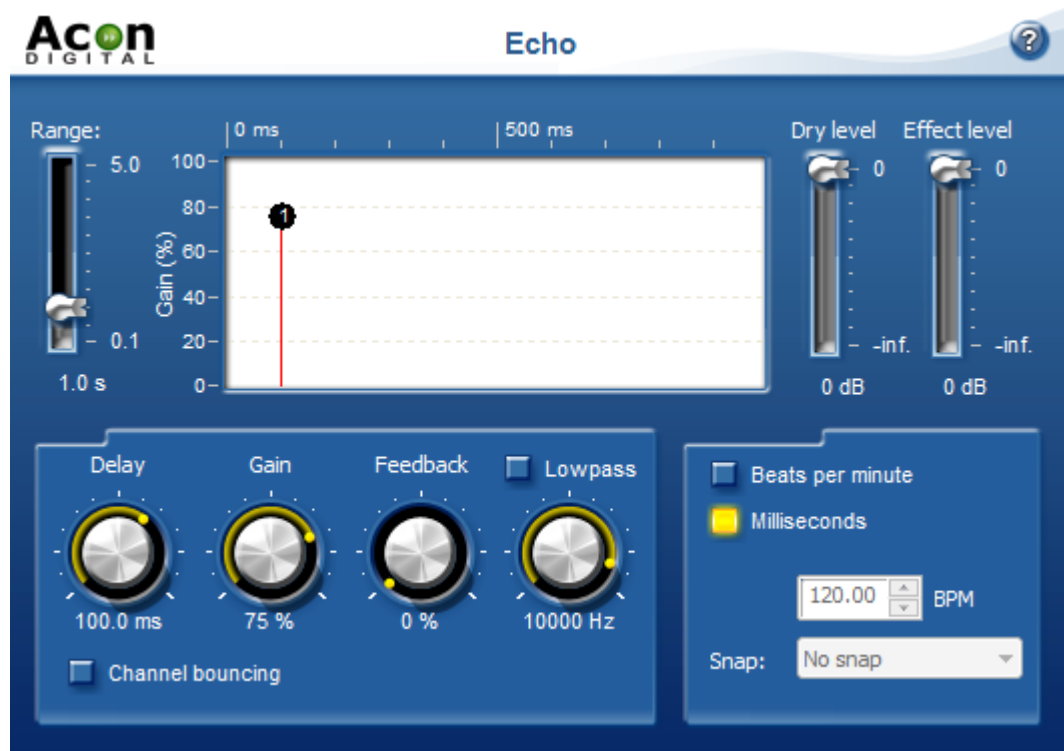 Acon
DIGITAL
Echo
?
Range:
5.0
0.1
1.0 s
0 ms
500 ms
Gain (%)
100
80
60
40
20
0
1
Dry level
0
-inf.
0 dB
Effect level
0
-inf.
0 dB
Delay
100.0 ms
Gain
75 %
Feedback
0 %
Lowpass
10000 Hz
Channel bouncing
Beats per minute
Milliseconds
120.00 BPM
Snap: No snap